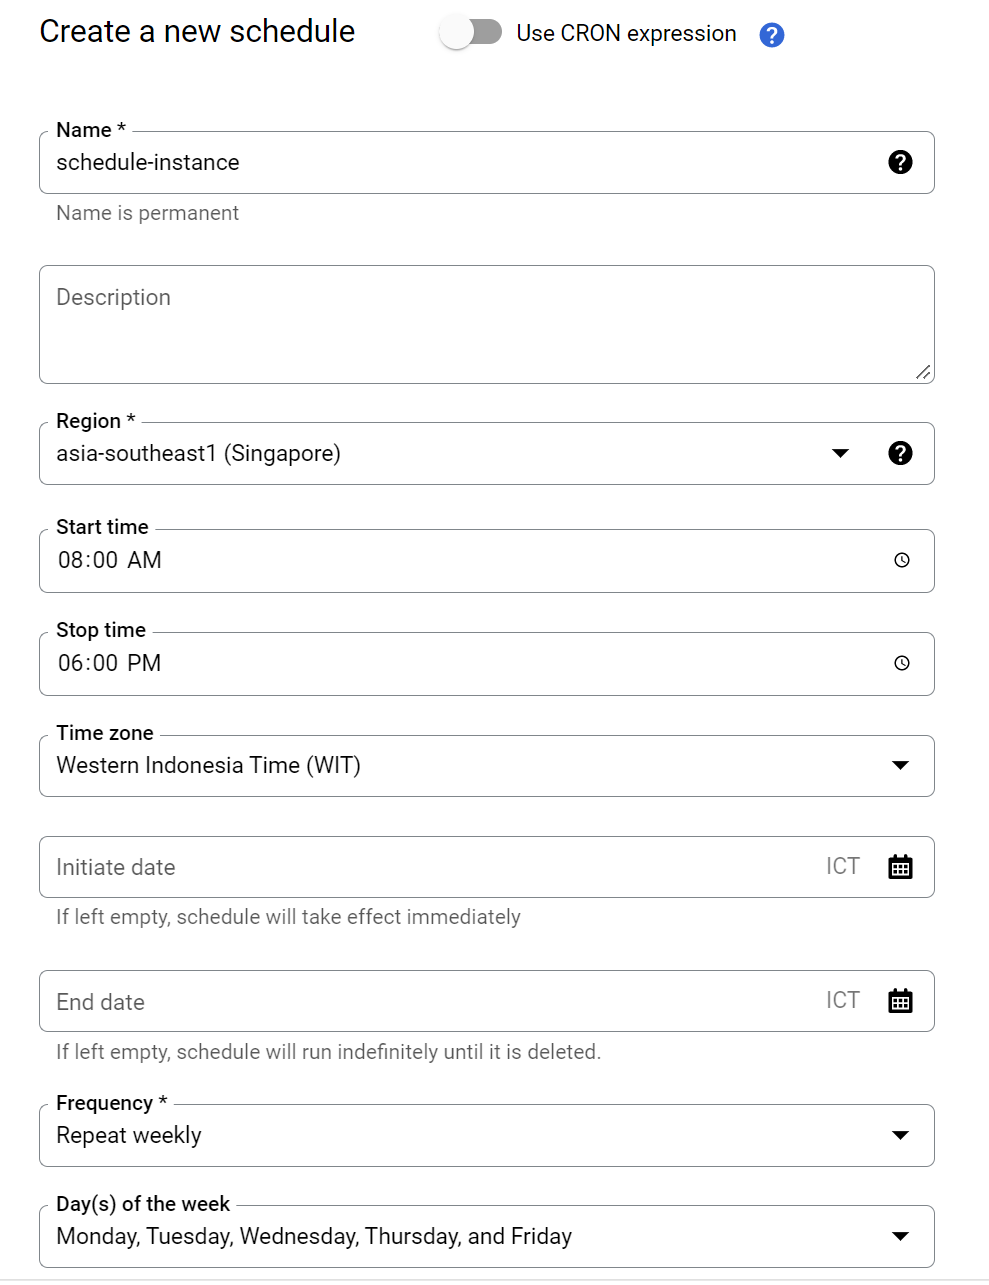 Create a new schedule
Use CRON expression
?
Name *
schedule-instance
?
Name is permanent
Description
Region *
asia-southeast1 (Singapore)
?
Start time
08:00 AM
Stop time
06:00 PM
Time zone
Western Indonesia Time (WIT)
Initiate date
ICT
If left empty, schedule will take effect immediately
End date
ICT
If left empty, schedule will run indefinitely until it is deleted.
Frequency *
Repeat weekly
Day(s) of the week
Monday, Tuesday, Wednesday, Thursday, and Friday